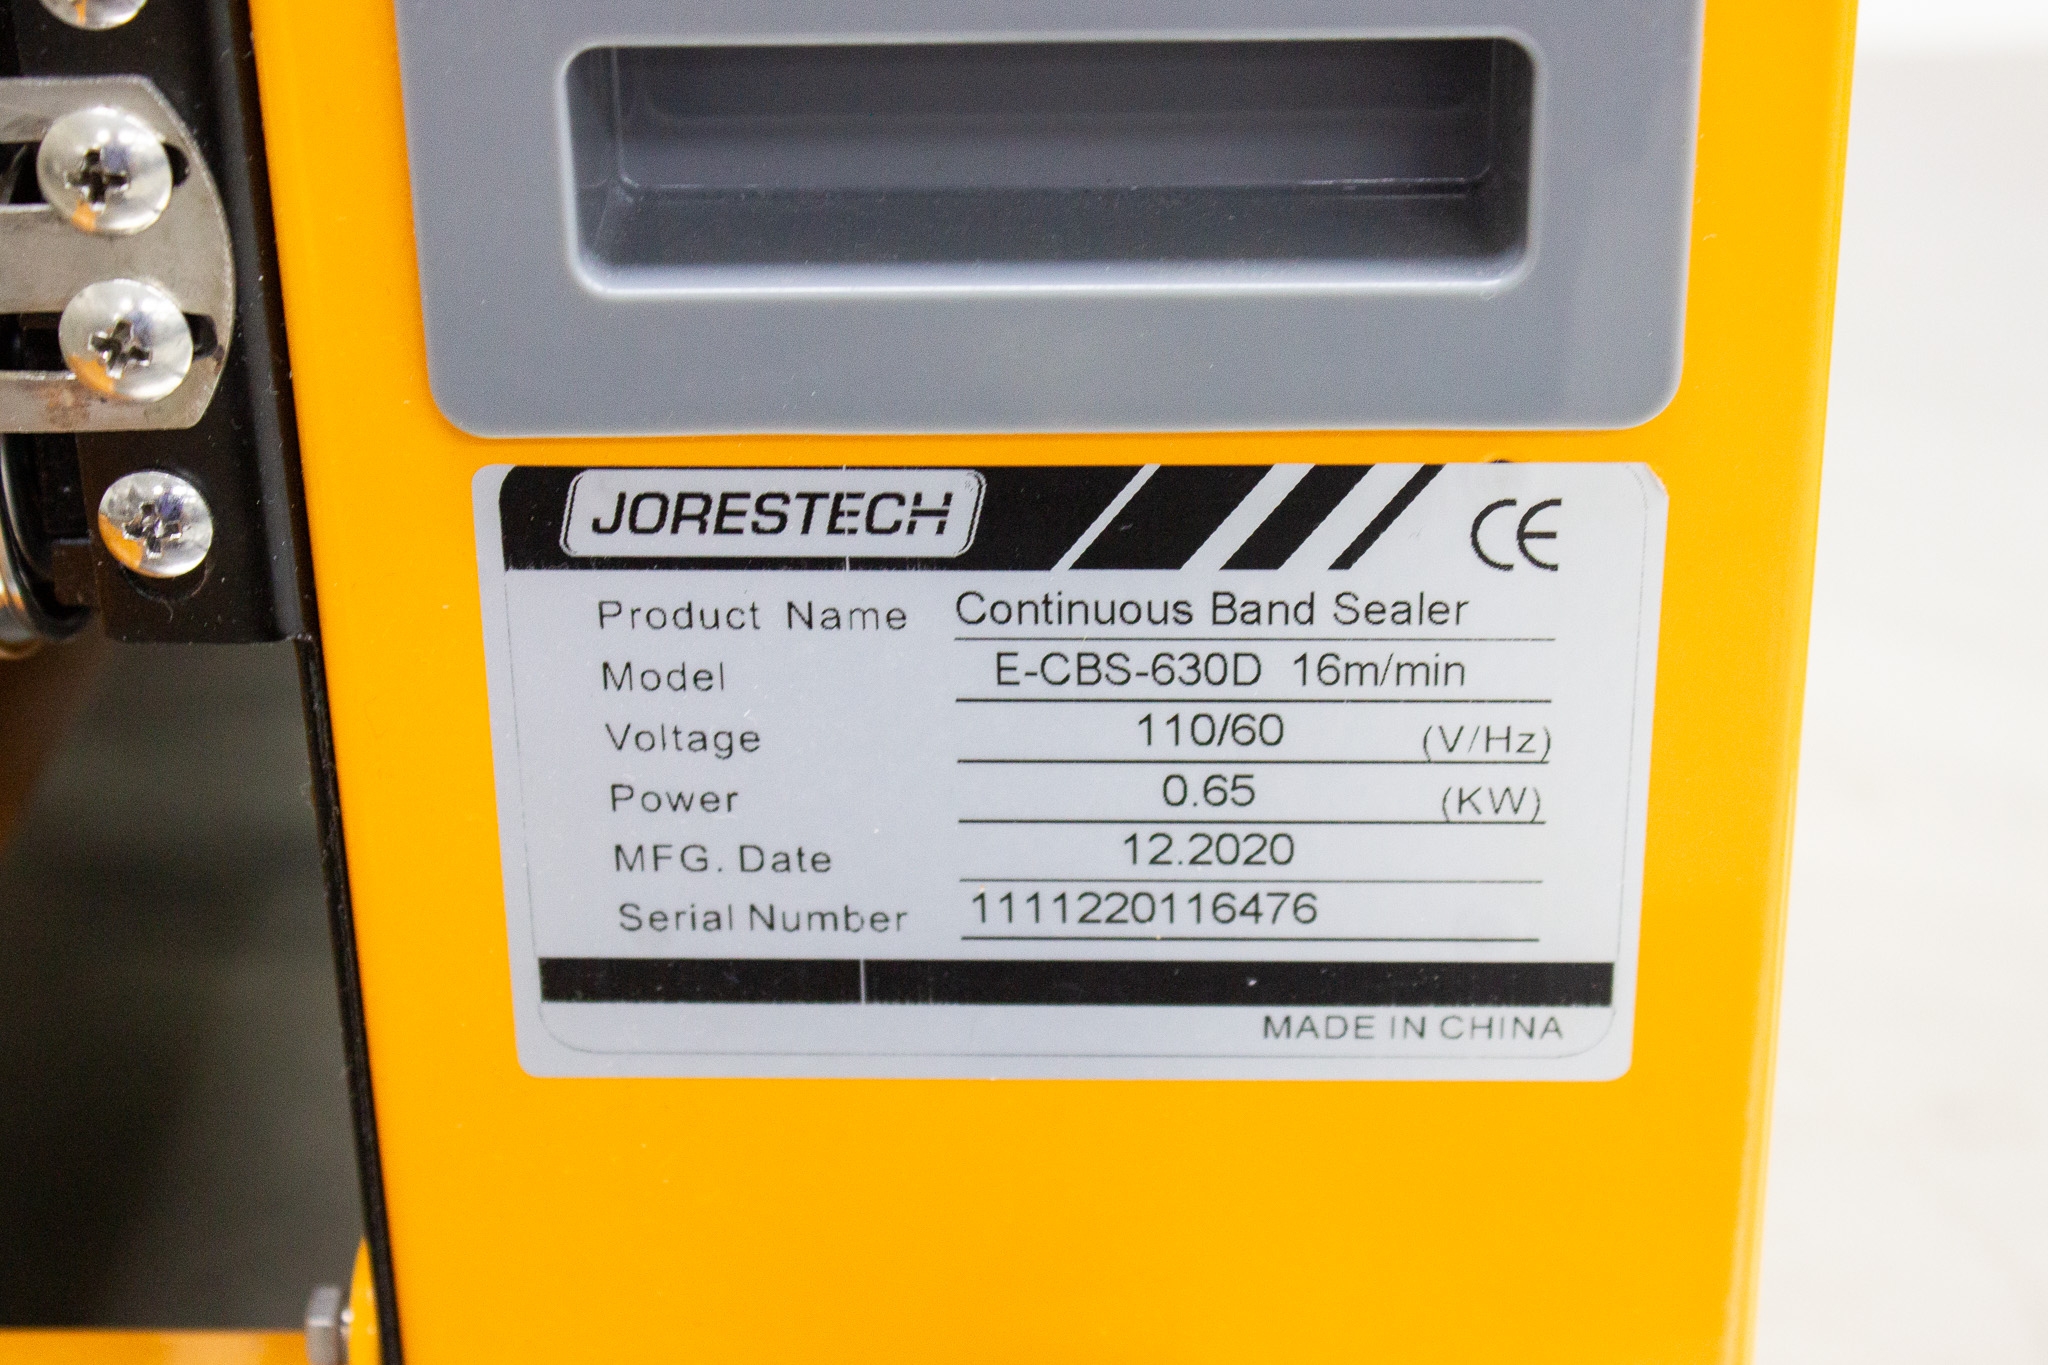 JORESTECH CE
Product Name Continuous Band Sealer
Model E-CBS-630D 16m/min
Voltage 110/60 (V/Hz)
Power 0.65 (KW)
MFG. Date 12.2020
Serial Number 1111220116476
MADE IN CHINA